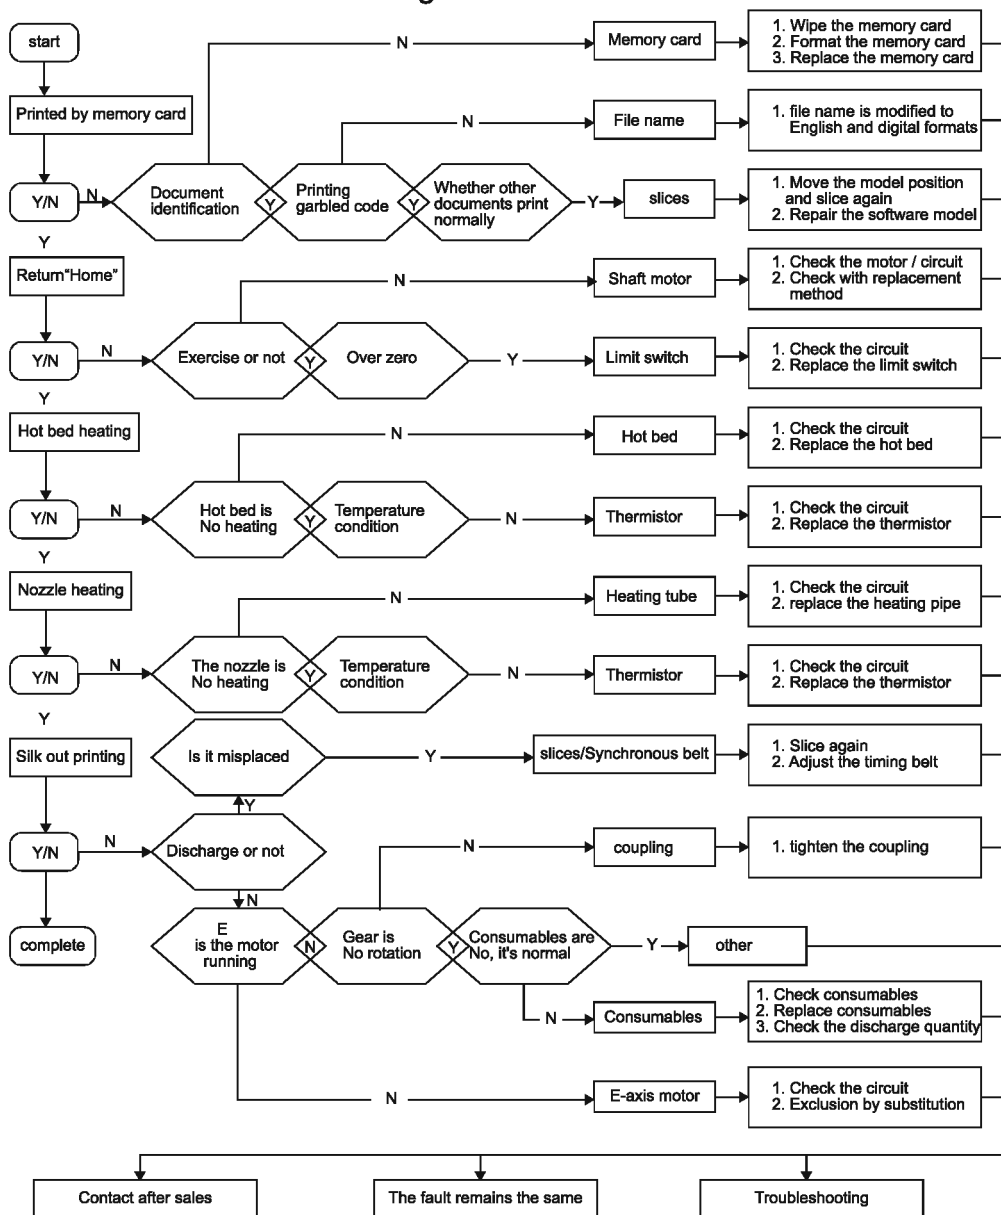 start
N
Memory card
1. Wipe the memory card
2. Format the memory card
3. Replace the memory card
Printed by memory card
N
File name
1. file name is modified to
English and digital formats
Y/N
N
Document
identification
Y
Printing
garbled code
Y
Whether other
documents print
normally
Y
slices
1. Move the model position
and slice again
2. Repair the software model
Y
Return"Home"
N
Shaft motor
1. Check the motor / circuit
2. Check with replacement
method
Y/N
N
Exercise or not
Y
Over zero
Y
Limit switch
1. Check the circuit
2. Replace the limit switch
Y
Hot bed heating
N
Hot bed
1. Check the circuit
2. Replace the hot bed
Y/N
N
Hot bed is
No heating
Y
Temperature
condition
N
Thermistor
1. Check the circuit
2. Replace the thermistor
Y
Nozzle heating
N
Heating tube
1. Check the circuit
2. replace the heating pipe
Y/N
N
The nozzle is
No heating
Y
Temperature
condition
N
Thermistor
1. Check the circuit
2. Replace the thermistor
Y
Silk out printing
Is it misplaced
Y
slices/Synchronous belt
1. Slice again
2. Adjust the timing belt
Y
Y/N
N
Discharge or not
N
coupling
1. tighten the coupling
N
complete
E
is the motor
running
N
Gear is
No rotation
Y
Consumables are
No, it's normal
Y
other
N
Consumables
1. Check consumables
2. Replace consumables
3. Check the discharge quantity
N
E-axis motor
1. Check the circuit
2. Exclusion by substitution
Contact after sales
The fault remains the same
Troubleshooting